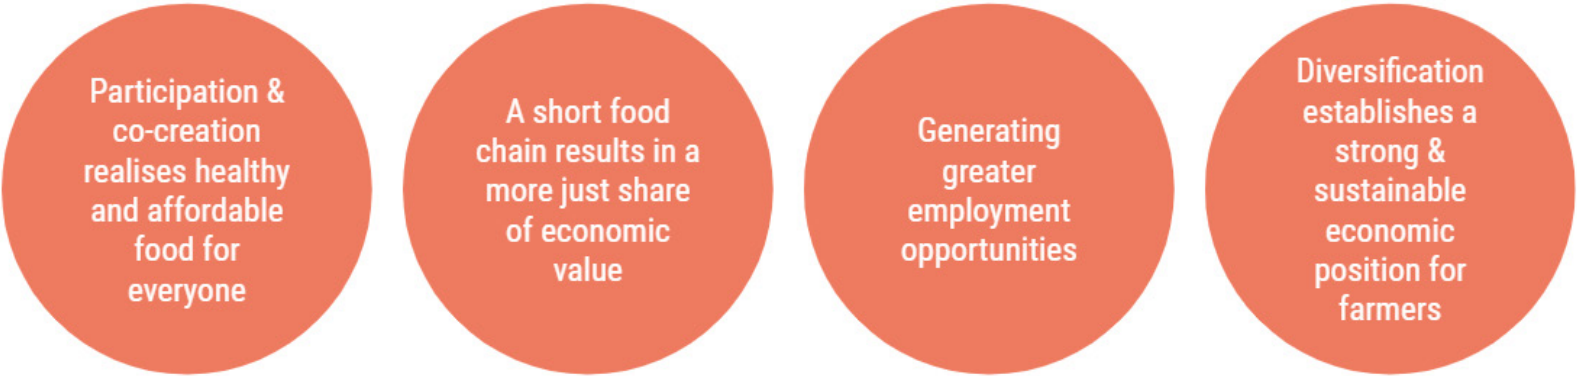 Participation &
co-creation
realises healthy
and affordable
food for
everyone
A short food
chain results in a
more just share
of economic
value
Generating
greater
employment
opportunities
Diversification
establishes a
strong &
sustainable
economic
position for
farmers